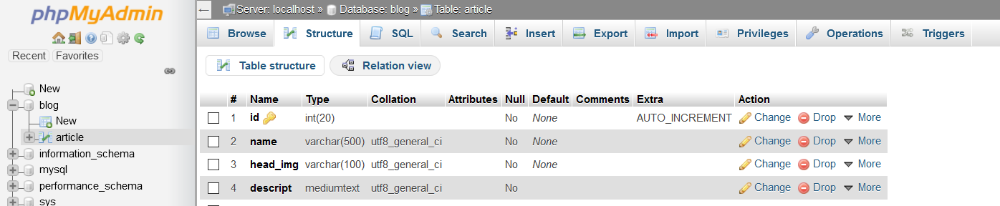 phpMyAdmin
Recent Favorites
New
blog
New
article
information_schema
mysql
performance_schema
sys
Server: localhost » Database: blog » Table: article
Browse Structure SQL Search Insert Export Import Privileges Operations Triggers
Table structure Relation view
# Name Type Collation Attributes Null Default Comments Extra Action
1 id int(20) No None AUTO_INCREMENT Change Drop More
2 name varchar(500) utf8_general_ci No None Change Drop More
3 head_img varchar(100) utf8_general_ci No None Change Drop More
4 descript mediumtext utf8_general_ci No Change Drop More